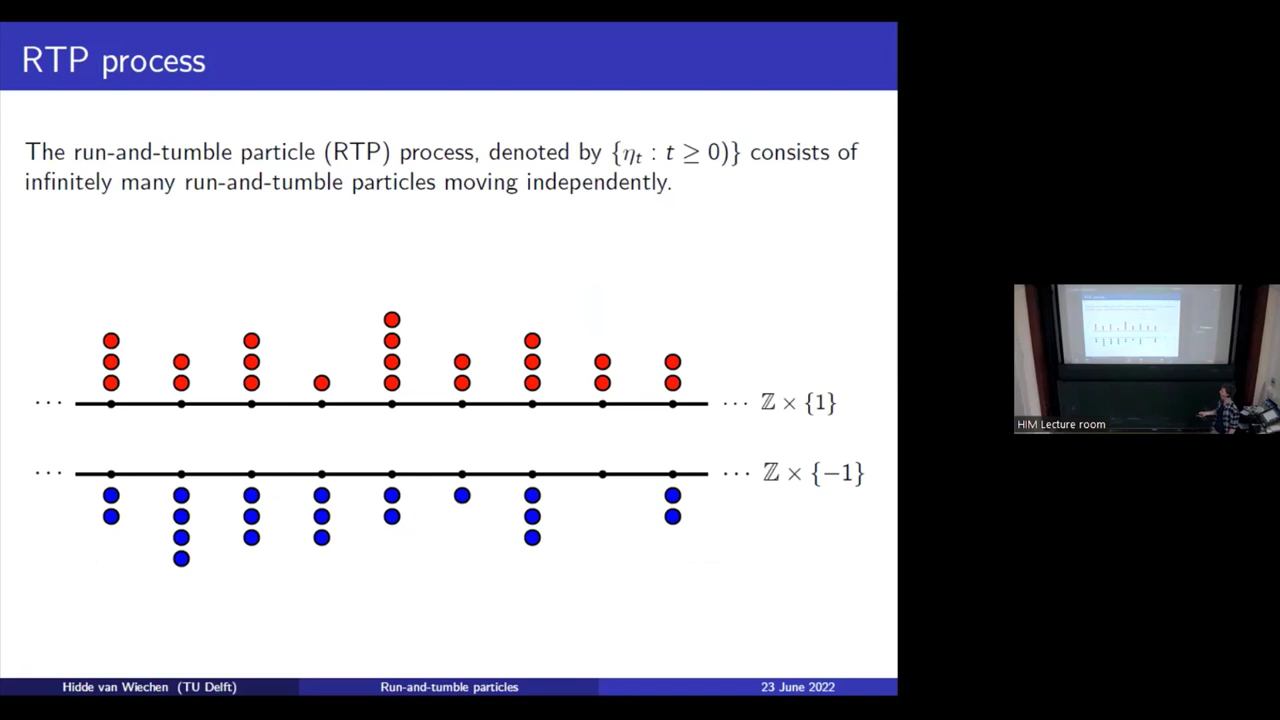 RTP process
The run-and-tumble particle (RTP) process, denoted by {ηt : t ≥ 0)} consists of
infinitely many run-and-tumble particles moving independently.
··· ··· ℤ × {1}
··· ··· ℤ × {−1}
HIM Lecture room
Hidde van Wiechen (TU Delft) Run-and-tumble particles 23 June 2022